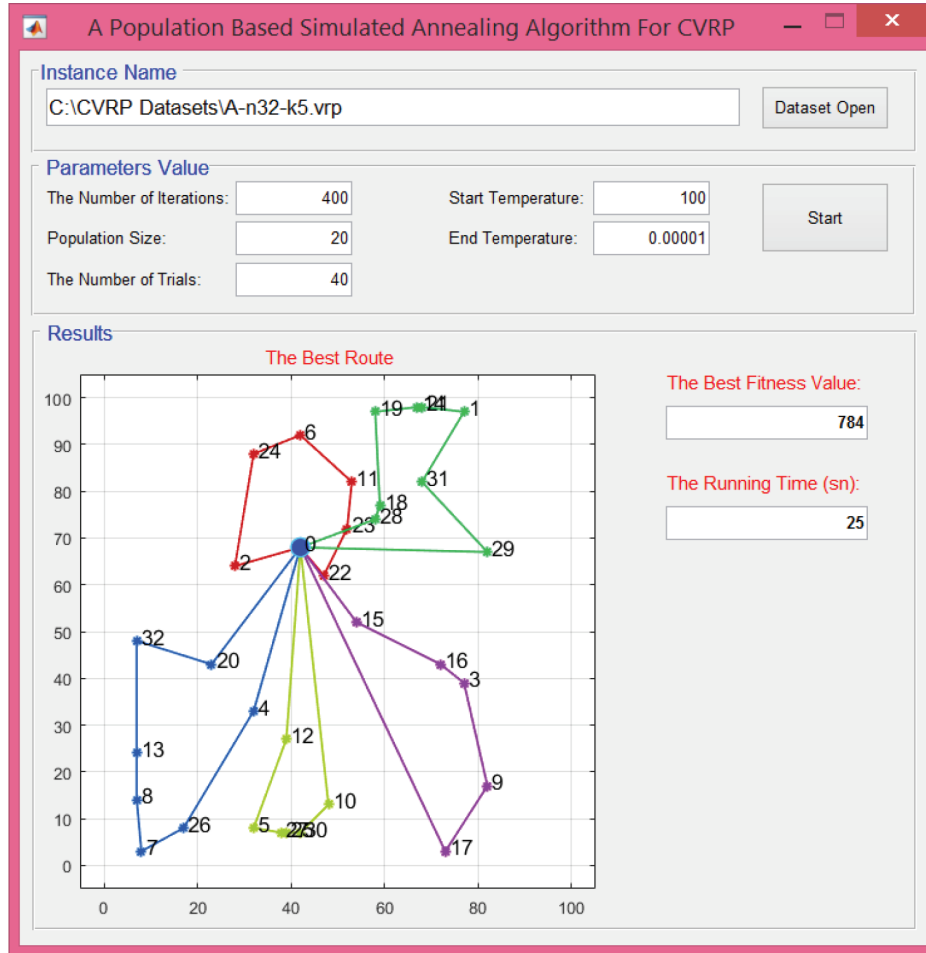 A Population Based Simulated Annealing Algorithm For CVRP
Instance Name
C:\CVRP Datasets\A-n32-k5.vrp
Dataset Open
Parameters Value
The Number of Iterations: 400
Start Temperature: 100
Start
Population Size: 20
End Temperature: 0.00001
The Number of Trials: 40
Results
The Best Route
The Best Fitness Value:
784
The Running Time (sn):
25
100
90
80
70
60
50
40
30
20
10
0
0 20 40 60 80 100
19
1
6
24
11
31
18
28
23
0
29
2
22
15
32
20
16
3
4
12
13
9
8
10
26
5
30
7
17